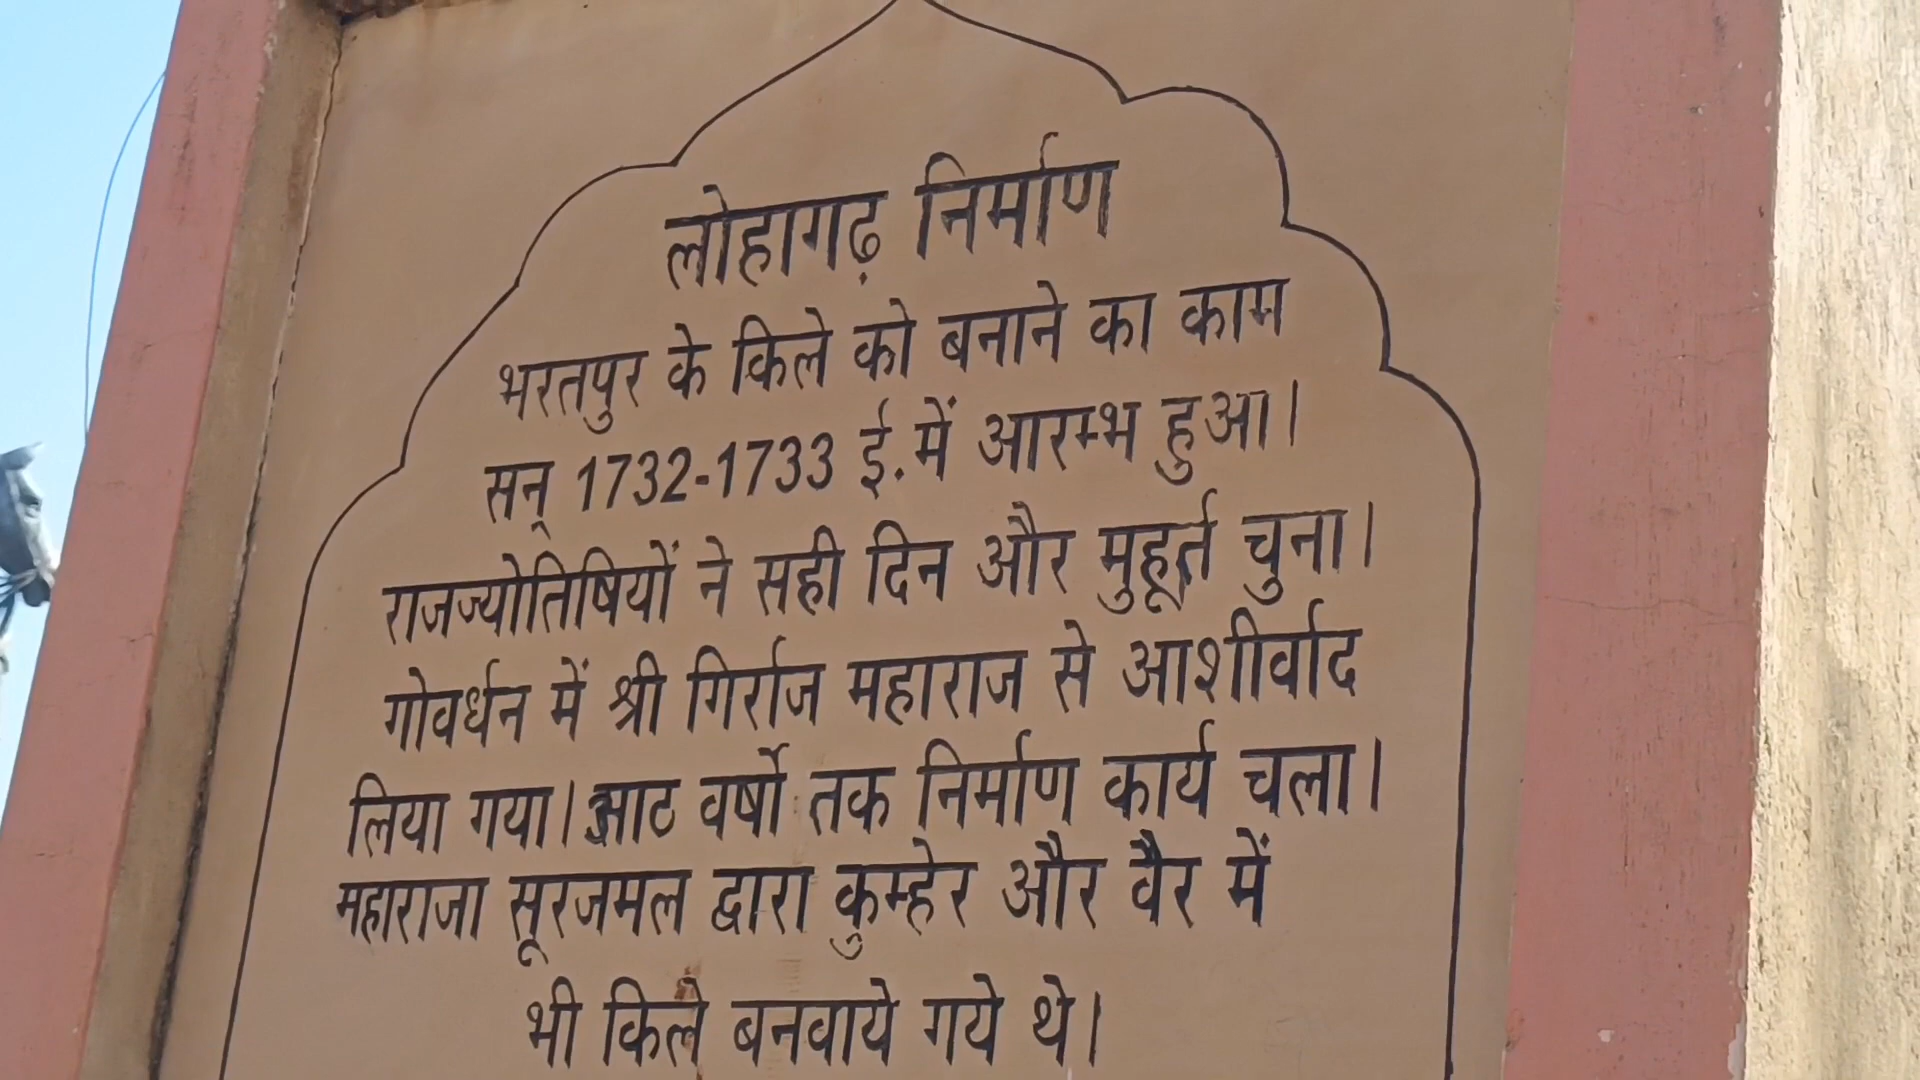 लोहागढ़ निर्माण
भरतपुर के किले को बनाने का काम
सन् 1732-1733 ई. में आरम्भ हुआ।
राजज्योतिषियों ने सही दिन और मुहूर्त चुना।
गोवर्धन में श्री गिर्राज महाराज से आशीर्वाद
लिया गया। आठ वर्षो तक निर्माण कार्य चला।
महाराजा सूरजमल द्वारा कुम्हेर और वैर में
भी किले बनवाये गये थे।